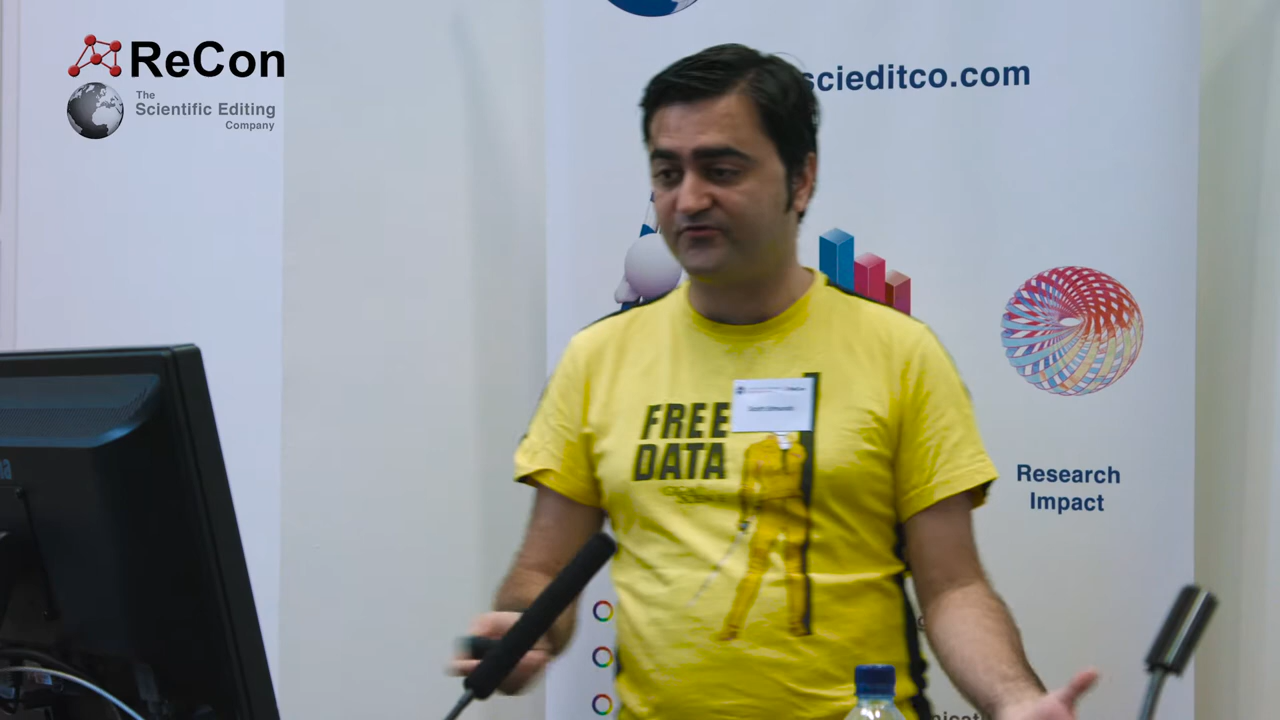 ReCon
The
Scientific Editing
Company
scieditco.com
FREE
DATA
Research
Impact